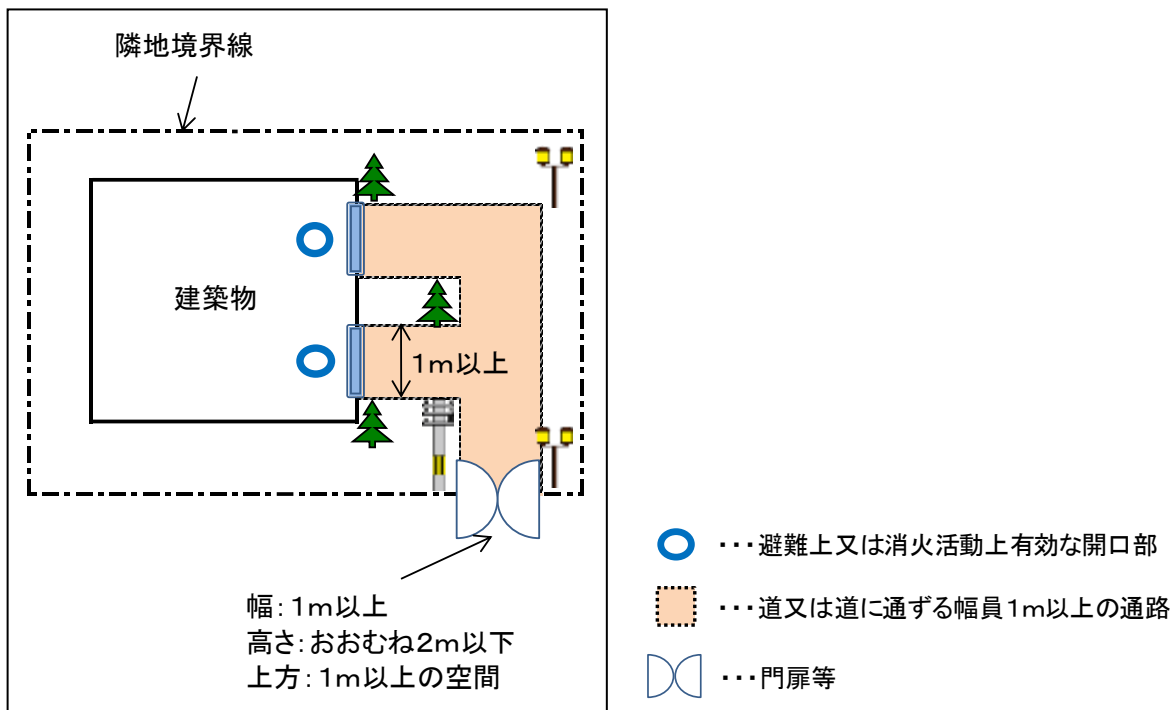 隣地境界線
建築物
1m以上
幅：1m以上
高さ：おおむね2m以下
上方：1m以上の空間
・・・避難上又は消火活動上有効な開口部
・・・道又は道に通ずる幅員1m以上の通路
・・・門扉等